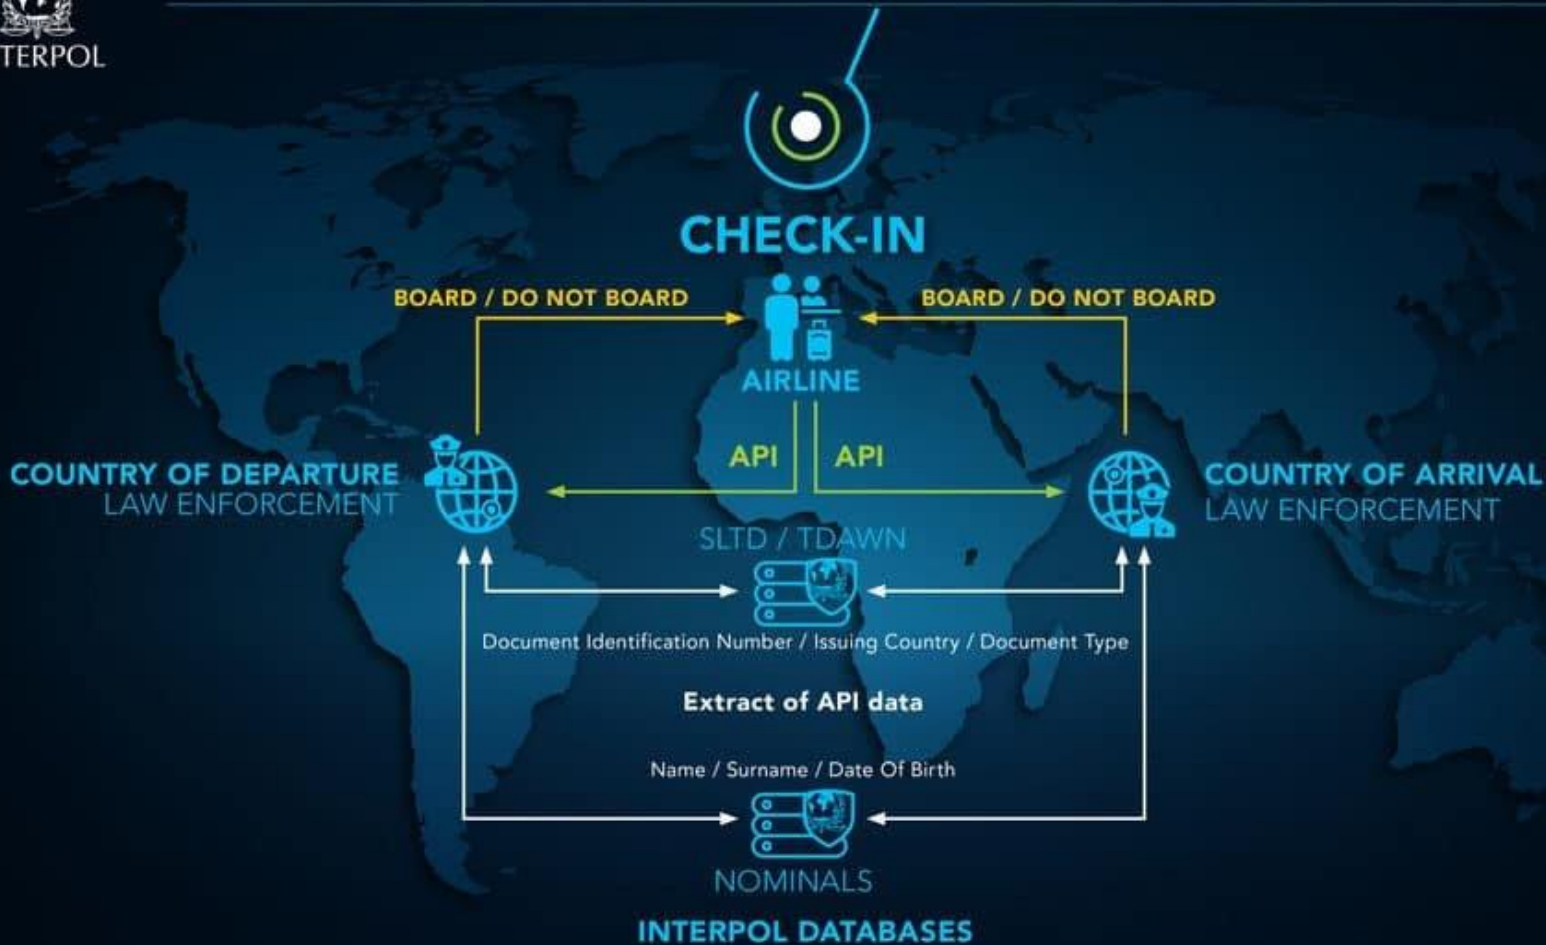 TERPOL
CHECK-IN
BOARD / DO NOT BOARD
BOARD / DO NOT BOARD
AIRLINE
API
API
COUNTRY OF DEPARTURE
LAW ENFORCEMENT
COUNTRY OF ARRIVAL
LAW ENFORCEMENT
SLTD / TDAWN
Document Identification Number / Issuing Country / Document Type
Extract of API data
Name / Surname / Date Of Birth
NOMINALS
INTERPOL DATABASES